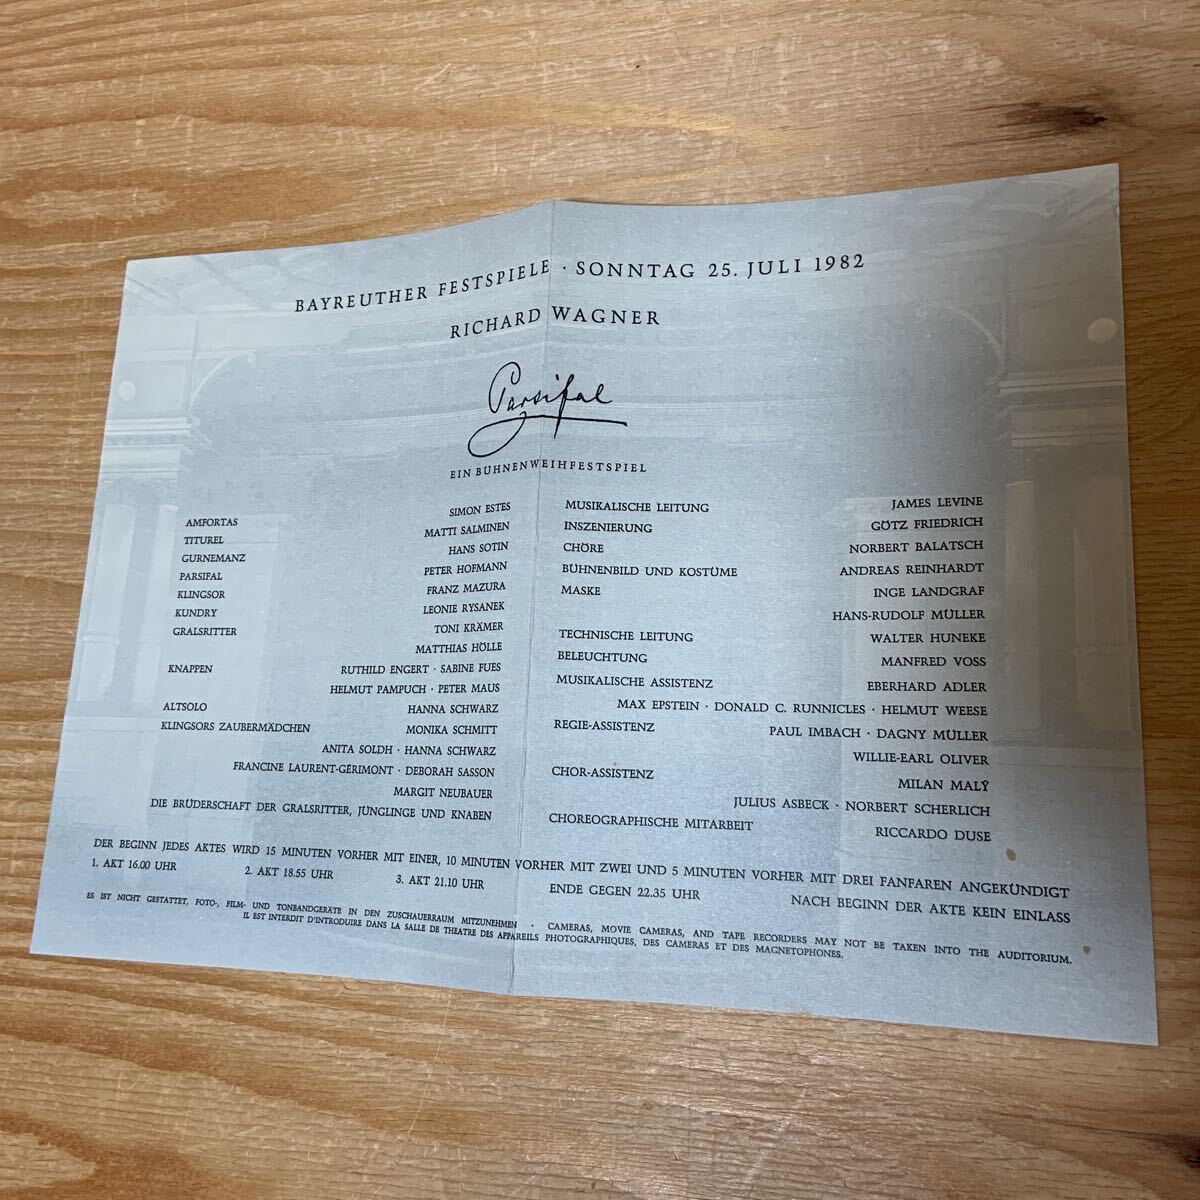 BAYREUTHER FESTSPIELE · SONNTAG 25. JULI 1982
RICHARD WAGNER
Parsifal
EIN BÜHNENWEIHFESTSPIEL
AMFORTAS SIMON ESTES
TITUREL MATTI SALMINEN
GURNEMANZ HANS SOTIN
PARSIFAL PETER HOFMANN
KLINGSOR FRANZ MAZURA
KUNDRY LEONIE RYSANEK
GRALSRITTER TONI KRÄMER
MATTHIAS HÖLLE
KNAPPEN RUTHILD ENGERT · SABINE FUES
HELMUT PAMPUCH · PETER MAUS
ALTSOLO HANNA SCHWARZ
KLINGSORS ZAUBERMÄDCHEN MONIKA SCHMITT
ANITA SOLDH · HANNA SCHWARZ
FRANCINE LAURENT-GÉRIMONT · DEBORAH SASSON
MARGIT NEUBAUER
DIE BRÜDERSCHAFT DER GRALSRITTER, JÜNGLINGE UND KNABEN
MUSIKALISCHE LEITUNG JAMES LEVINE
INSZENIERUNG GÖTZ FRIEDRICH
CHÖRE NORBERT BALATSCH
BÜHNENBILD UND KOSTÜME ANDREAS REINHARDT
MASKE INGE LANDGRAF
HANS-RUDOLF MÜLLER
TECHNISCHE LEITUNG WALTER HUNEKE
BELEUCHTUNG MANFRED VOSS
MUSIKALISCHE ASSISTENZ EBERHARD ADLER
MAX EPSTEIN · DONALD C. RUNNICLES · HELMUT WEESE
REGIE-ASSISTENZ PAUL IMBACH · DAGNY MÜLLER
WILLIE-EARL OLIVER
CHOR-ASSISTENZ MILAN MALÝ
JULIUS ASBECK · NORBERT SCHERLICH
CHOREOGRAPHISCHE MITARBEIT RICCARDO DUSE
DER BEGINN JEDES AKTES WIRD 15 MINUTEN VORHER MIT EINER, 10 MINUTEN VORHER MIT ZWEI UND 5 MINUTEN VORHER MIT DREI FANFAREN ANGEKÜNDIGT
1. AKT 16.00 UHR 2. AKT 18.55 UHR 3. AKT 21.10 UHR ENDE GEGEN 22.35 UHR NACH BEGINN DER AKTE KEIN EINLASS
ES IST NICHT GESTATTET, FOTO-, FILM- UND TONBANDGERÄTE IN DEN ZUSCHAUERRAUM MITZUNEHMEN · CAMERAS, MOVIE CAMERAS, AND TAPE RECORDERS MAY NOT BE TAKEN INTO THE AUDITORIUM.
IL EST INTERDIT D'INTRODUIRE DANS LA SALLE DE THEATRE DES APPAREILS PHOTOGRAPHIQUES, DES CAMERAS ET DES MAGNETOPHONES.